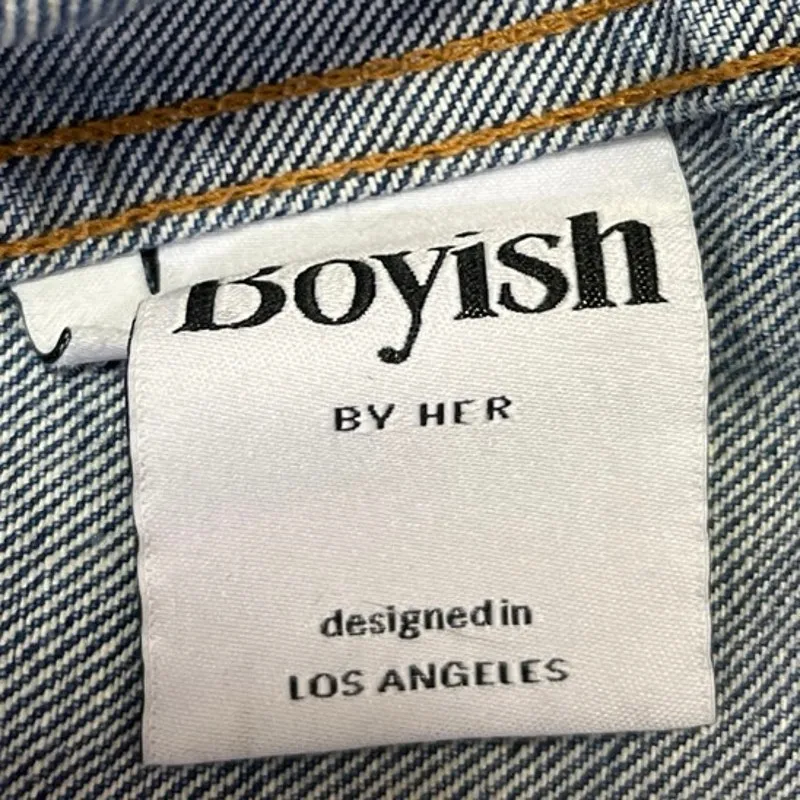 Boyish
BY HER
designed in
LOS ANGELES